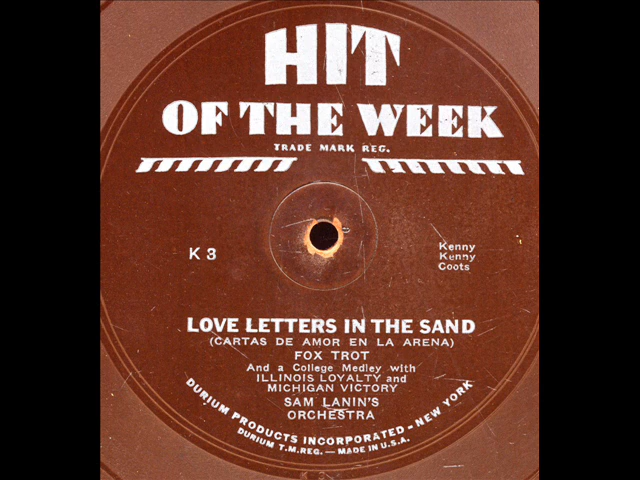 HIT
OF THE WEEK
TRADE MARK REG.
K 3
Kenny
Kenny
Coots
LOVE LETTERS IN THE SAND
(CARTAS DE AMOR EN LA ARENA)
FOX TROT
And a College Medley with
ILLINOIS LOYALTY and
MICHIGAN VICTORY
SAM LANIN'S
ORCHESTRA
DURIUM PRODUCTS INCORPORATED - NEW YORK
DURIUM T.M.REG. — MADE IN U.S.A.